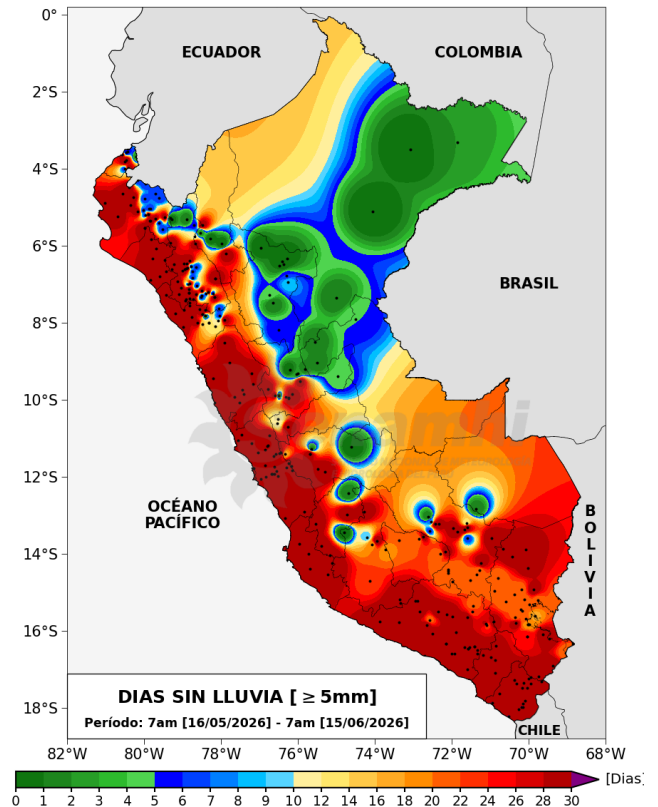 0°
ECUADOR
COLOMBIA
2°S
4°S
6°S
BRASIL
8°S
10°S
senamhi
12°S
OCÉANO
PACÍFICO
BOLIVIA
14°S
16°S
DIAS SIN LLUVIA [ ≥ 5mm]
Período: 7am [16/05/2026] - 7am [15/06/2026]
18°S
CHILE
82°W 80°W 78°W 76°W 74°W 72°W 70°W 68°W
0 1 2 3 4 5 6 7 8 10 12 14 16 18 20 22 24 26 28 30 [Dias]